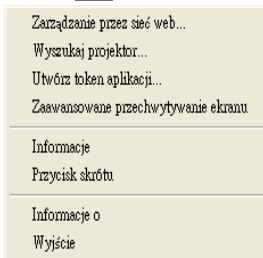 Zarządzanie przez sieć web...
Wyszukaj projektor...
Utwórz token aplikacji...
Zaawansowane przechwytywanie ekranu
Informacje
Przycisk skrótu
Informacje o
Wyjście